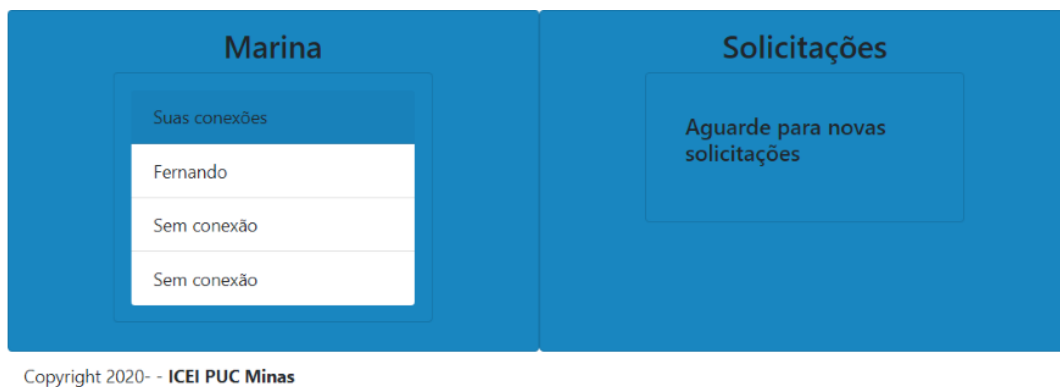 Marina
Suas conexões
Fernando
Sem conexão
Sem conexão
Solicitações
Aguarde para novas
solicitações
Copyright 2020- - ICEI PUC Minas